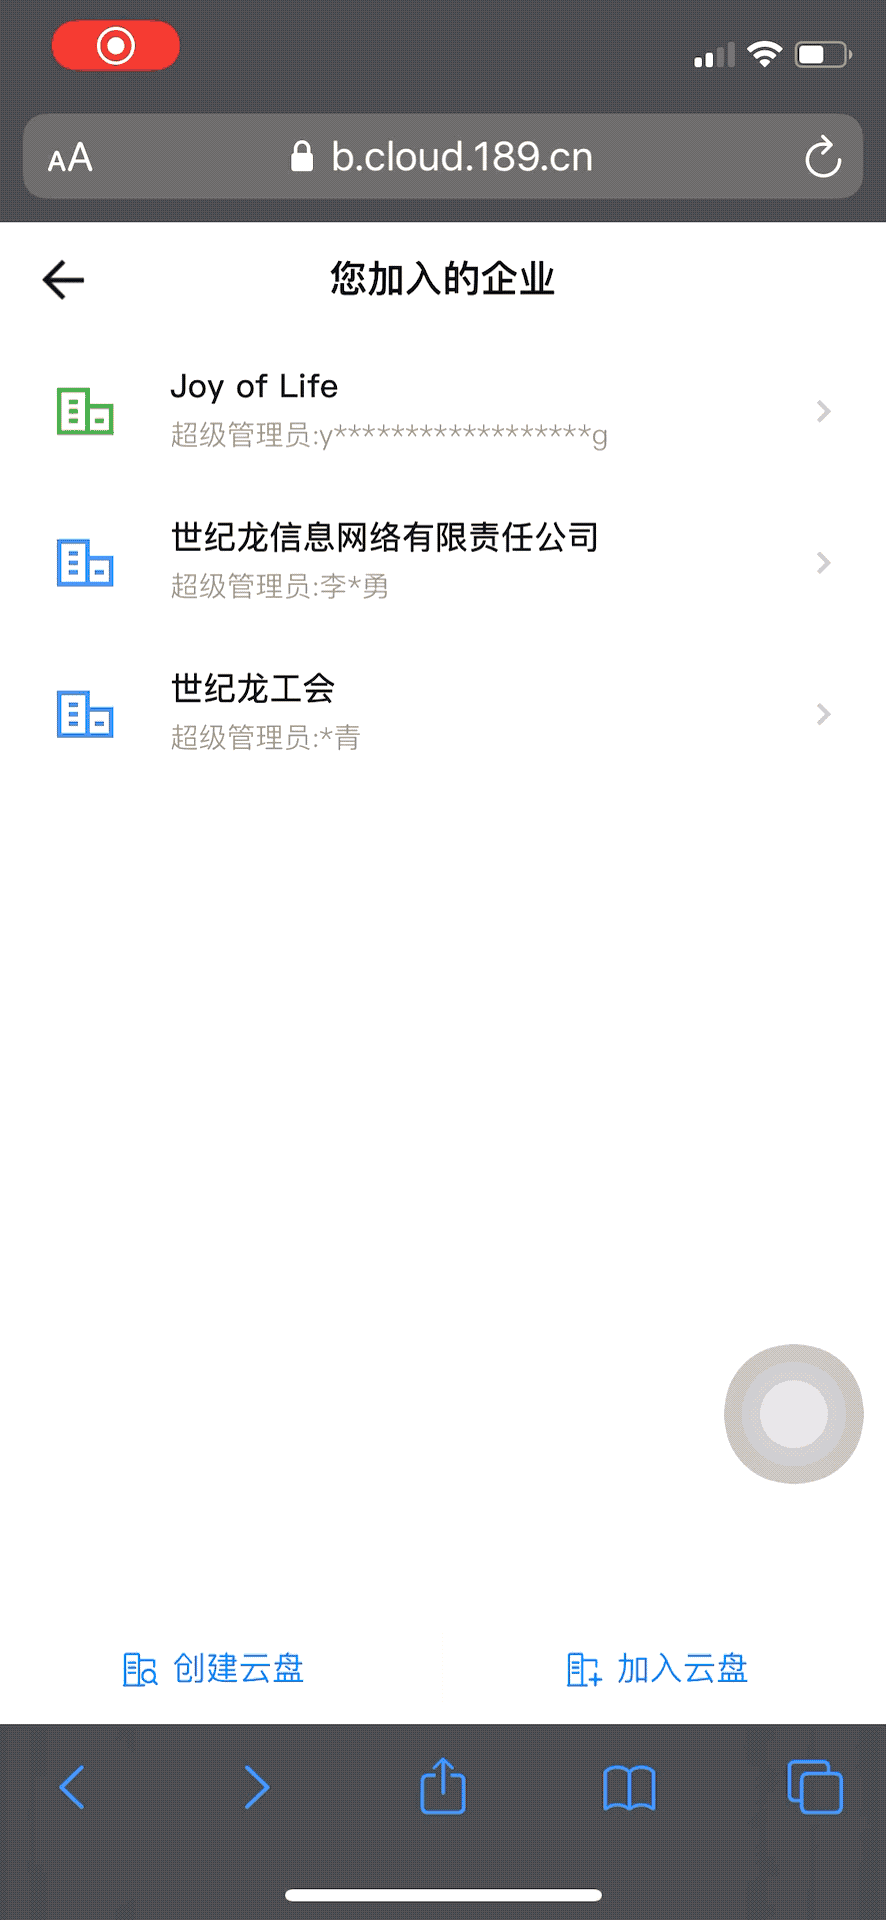 AA
b.cloud.189.cn
您加入的企业
Joy of Life
超级管理员:y******************g
世纪龙信息网络有限责任公司
超级管理员:李*勇
世纪龙工会
超级管理员:*青
创建云盘
加入云盘